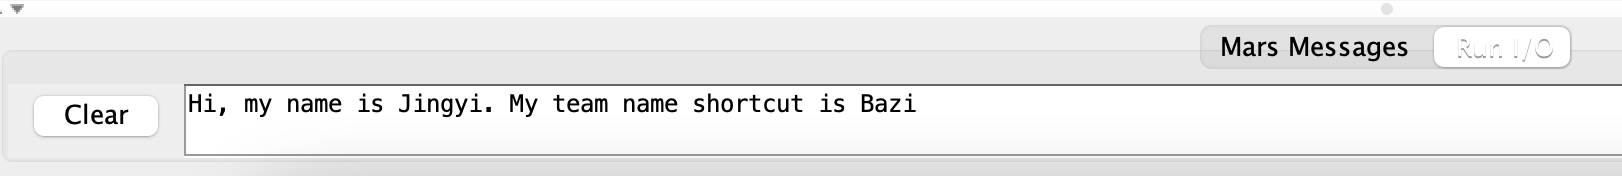 Mars Messages Run I/O
Clear
Hi, my name is Jingyi. My team name shortcut is Bazi